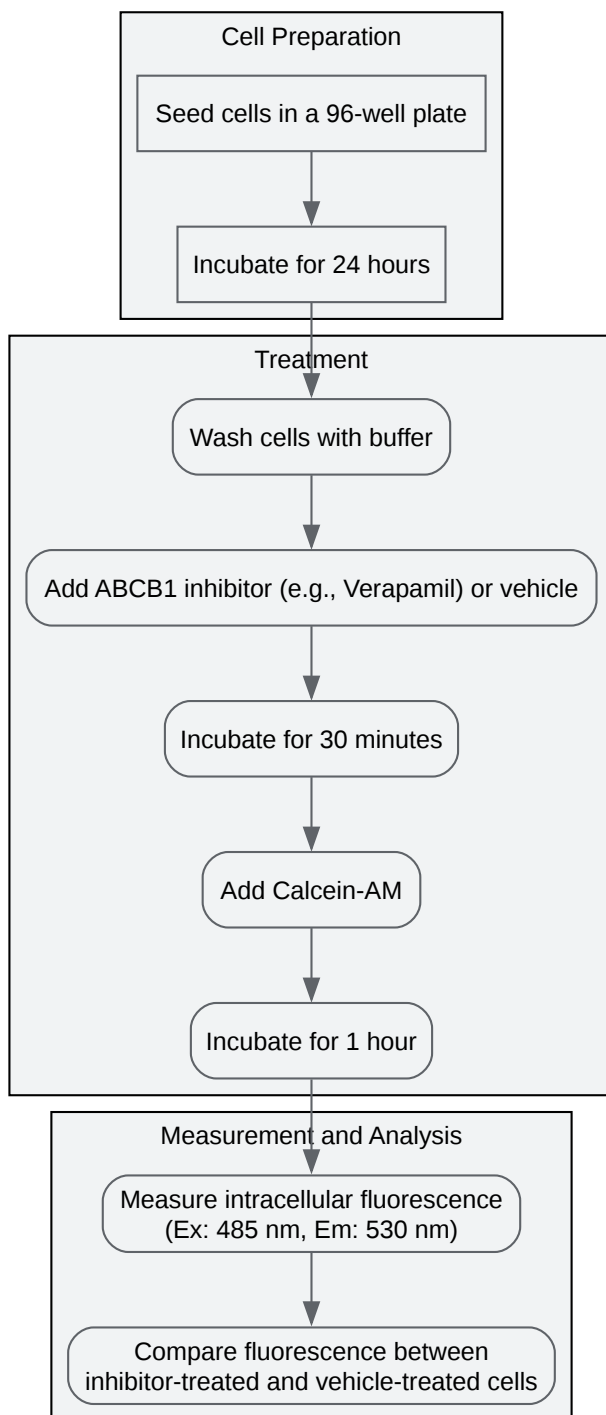 Cell Preparation
Seed cells in a 96-well plate
Incubate for 24 hours
Treatment
Wash cells with buffer
Add ABCB1 inhibitor (e.g., Verapamil) or vehicle
Incubate for 30 minutes
Add Calcein-AM
Incubate for 1 hour
Measurement and Analysis
Measure intracellular fluorescence
(Ex: 485 nm, Em: 530 nm)
Compare fluorescence between
inhibitor-treated and vehicle-treated cells